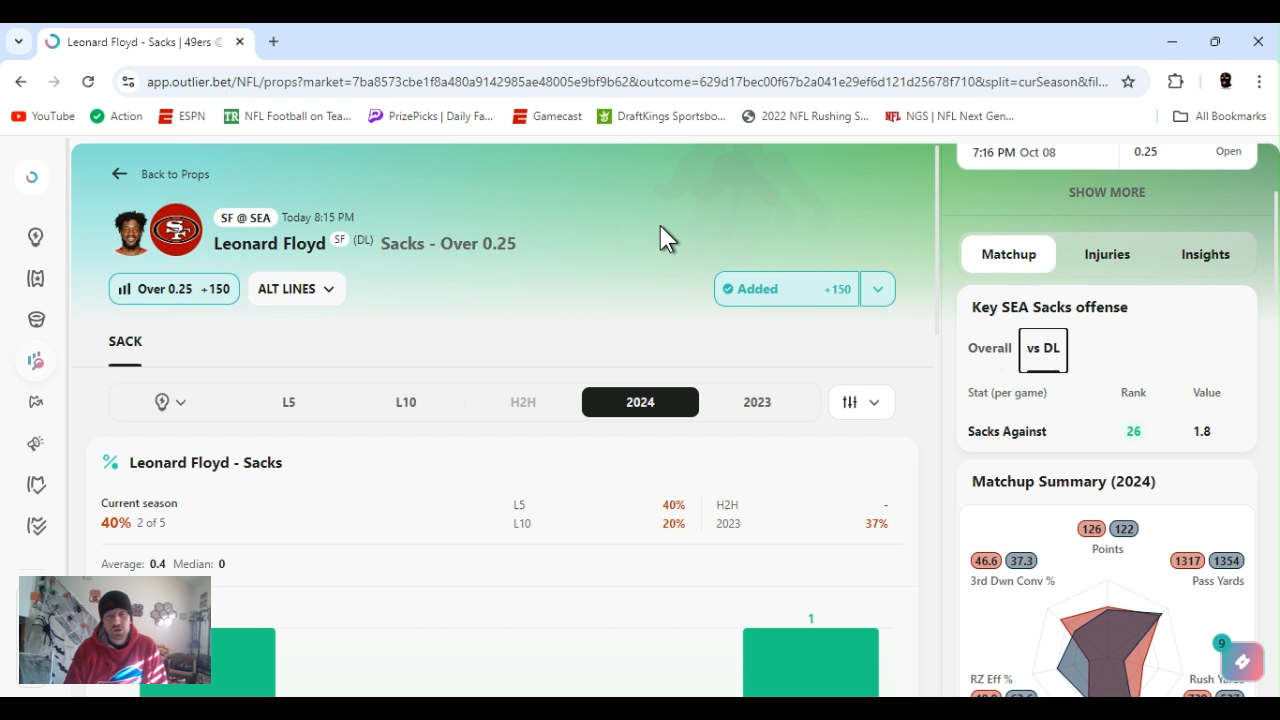 Leonard Floyd - Sacks | 49ers @
app.outlier.bet/NFL/props?market=7ba8573cbe1f8a480a9142985ae48005e9bf9b62&outcome=629d17bec00f67b2a041e29ef6d121d25678f710&split=curSeason&fil...
YouTube Action ESPN NFL Football on Tea... PrizePicks | Daily Fa... Gamecast DraftKings Sportsbo... 2022 NFL Rushing S... NGS | NFL Next Gen... All Bookmarks
Back to Props
SF @ SEA Today 8:15 PM
Leonard Floyd SF (DL) Sacks - Over 0.25
Over 0.25 +150 ALT LINES Added +150
SACK
L5 L10 H2H 2024 2023
Leonard Floyd - Sacks
Current season L5 40% H2H -
40% 2 of 5 L10 20% 2023 37%
Average: 0.4 Median: 0
1
7:16 PM Oct 08 0.25 Open
SHOW MORE
Matchup Injuries Insights
Key SEA Sacks offense
Overall vs DL
Stat (per game) Rank Value
Sacks Against 26 1.8
Matchup Summary (2024)
126 122
Points
46.6 37.3 1317 1354
3rd Dwn Conv % Pass Yards
9
RZ Eff % Rush